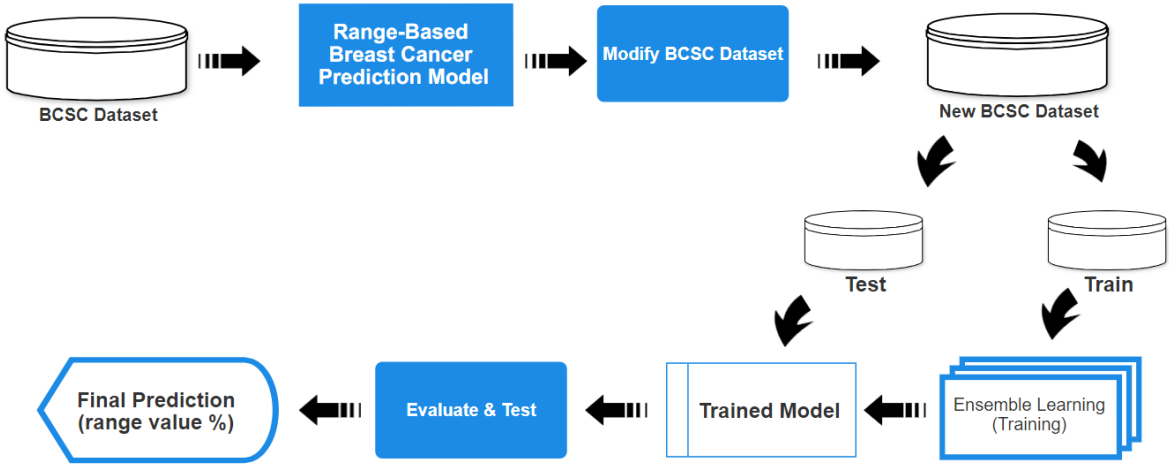 BCSC Dataset
Range-Based
Breast Cancer
Prediction Model
Modify BCSC Dataset
New BCSC Dataset
Test
Train
Final Prediction
(range value %)
Evaluate & Test
Trained Model
Ensemble Learning
(Training)